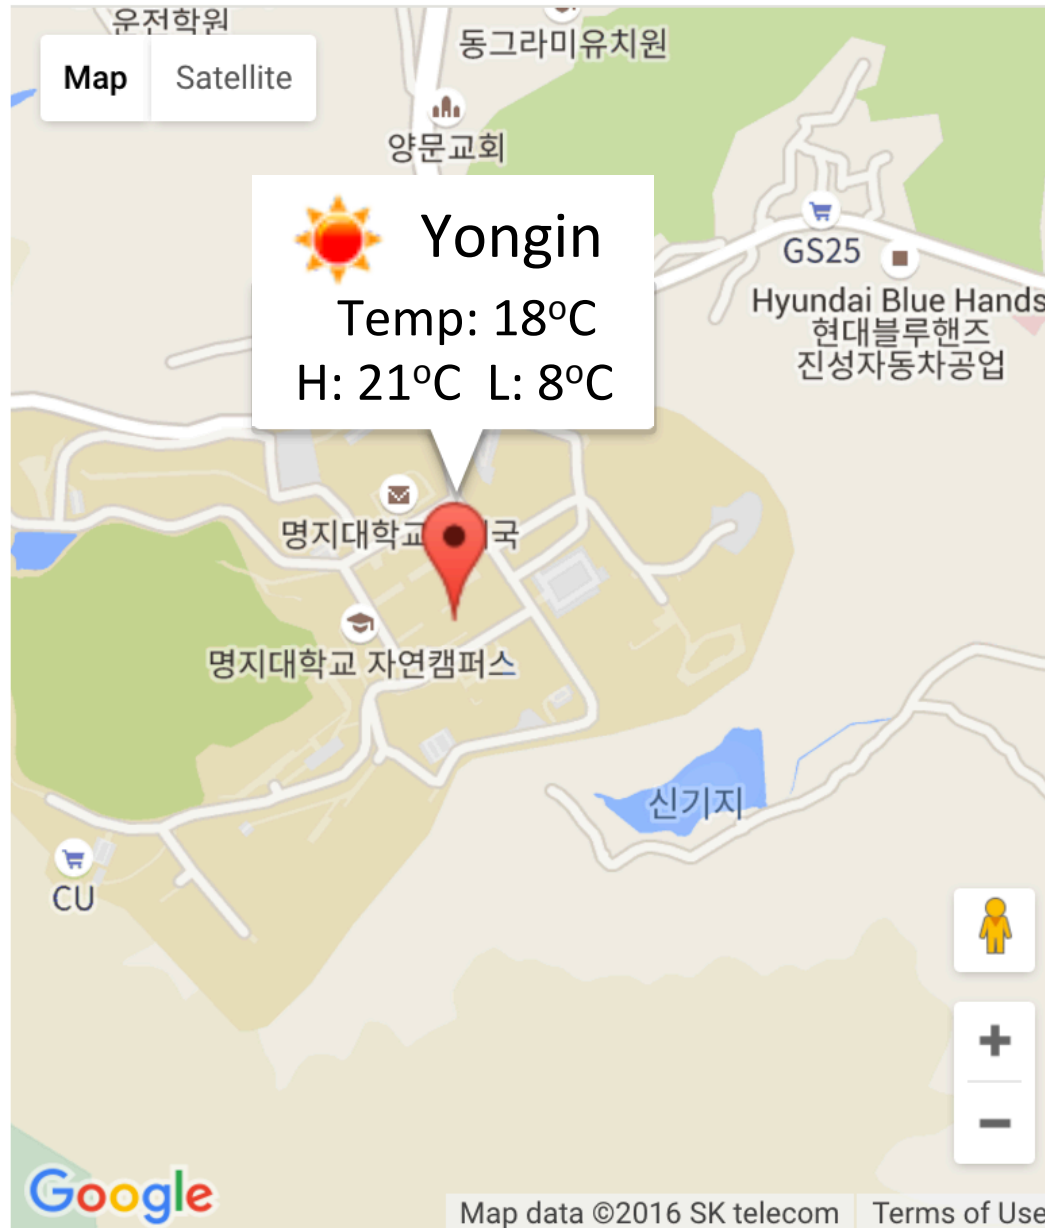 운전학원
동그라미유치원
Map Satellite
양문교회
Yongin
Temp: 18ºC
H: 21ºC L: 8ºC
GS25
Hyundai Blue Hands
현대블루핸즈
진성자동차공업
명지대학교 국
명지대학교 자연캠퍼스
신기지
CU
Google
Map data ©2016 SK telecom Terms of Use